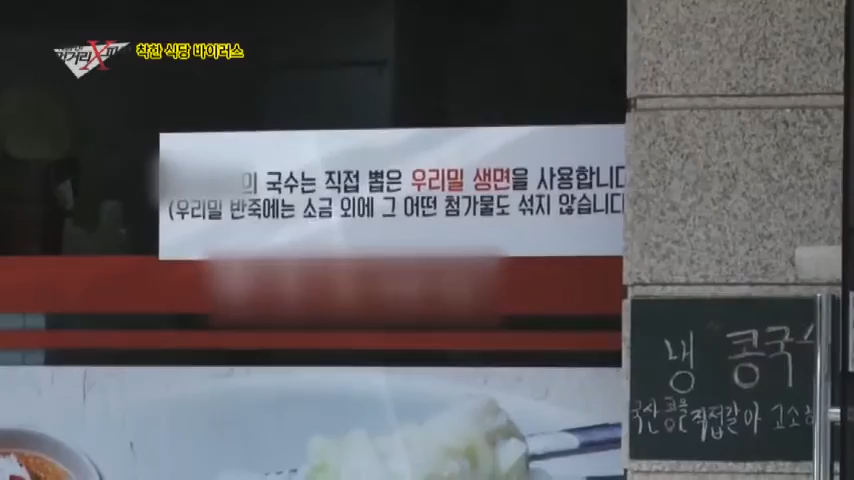 착한 식당 바이러스
의 국수는 직접 뽑은 우리밀 생면을 사용합니다
(우리밀 반죽에는 소금 외에 그 어떤 첨가물도 섞지 않습니다
냉 콩국수
국산 콩을 직접갈아 고소